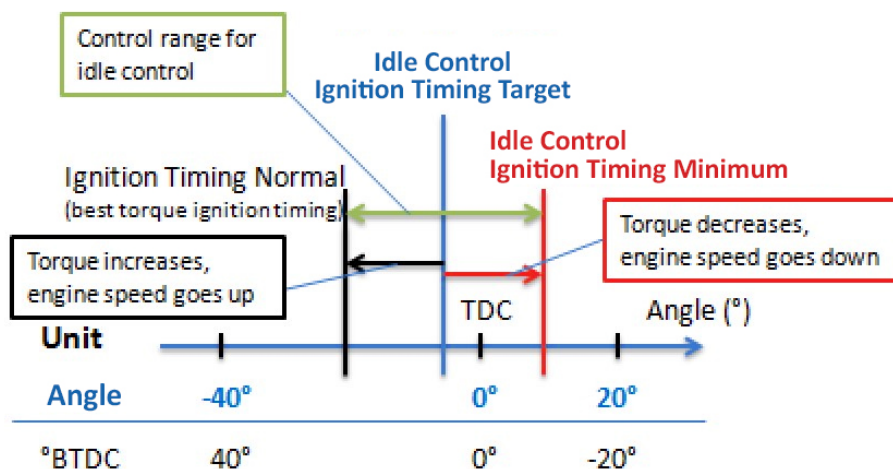 Control range for
idle control
Idle Control
Ignition Timing Target
Idle Control
Ignition Timing Minimum
Ignition Timing Normal
(best torque ignition timing)
Torque increases,
engine speed goes up
Torque decreases,
engine speed goes down
TDC
Angle (°)
Unit
Angle -40° 0° 20°
°BTDC 40° 0° -20°